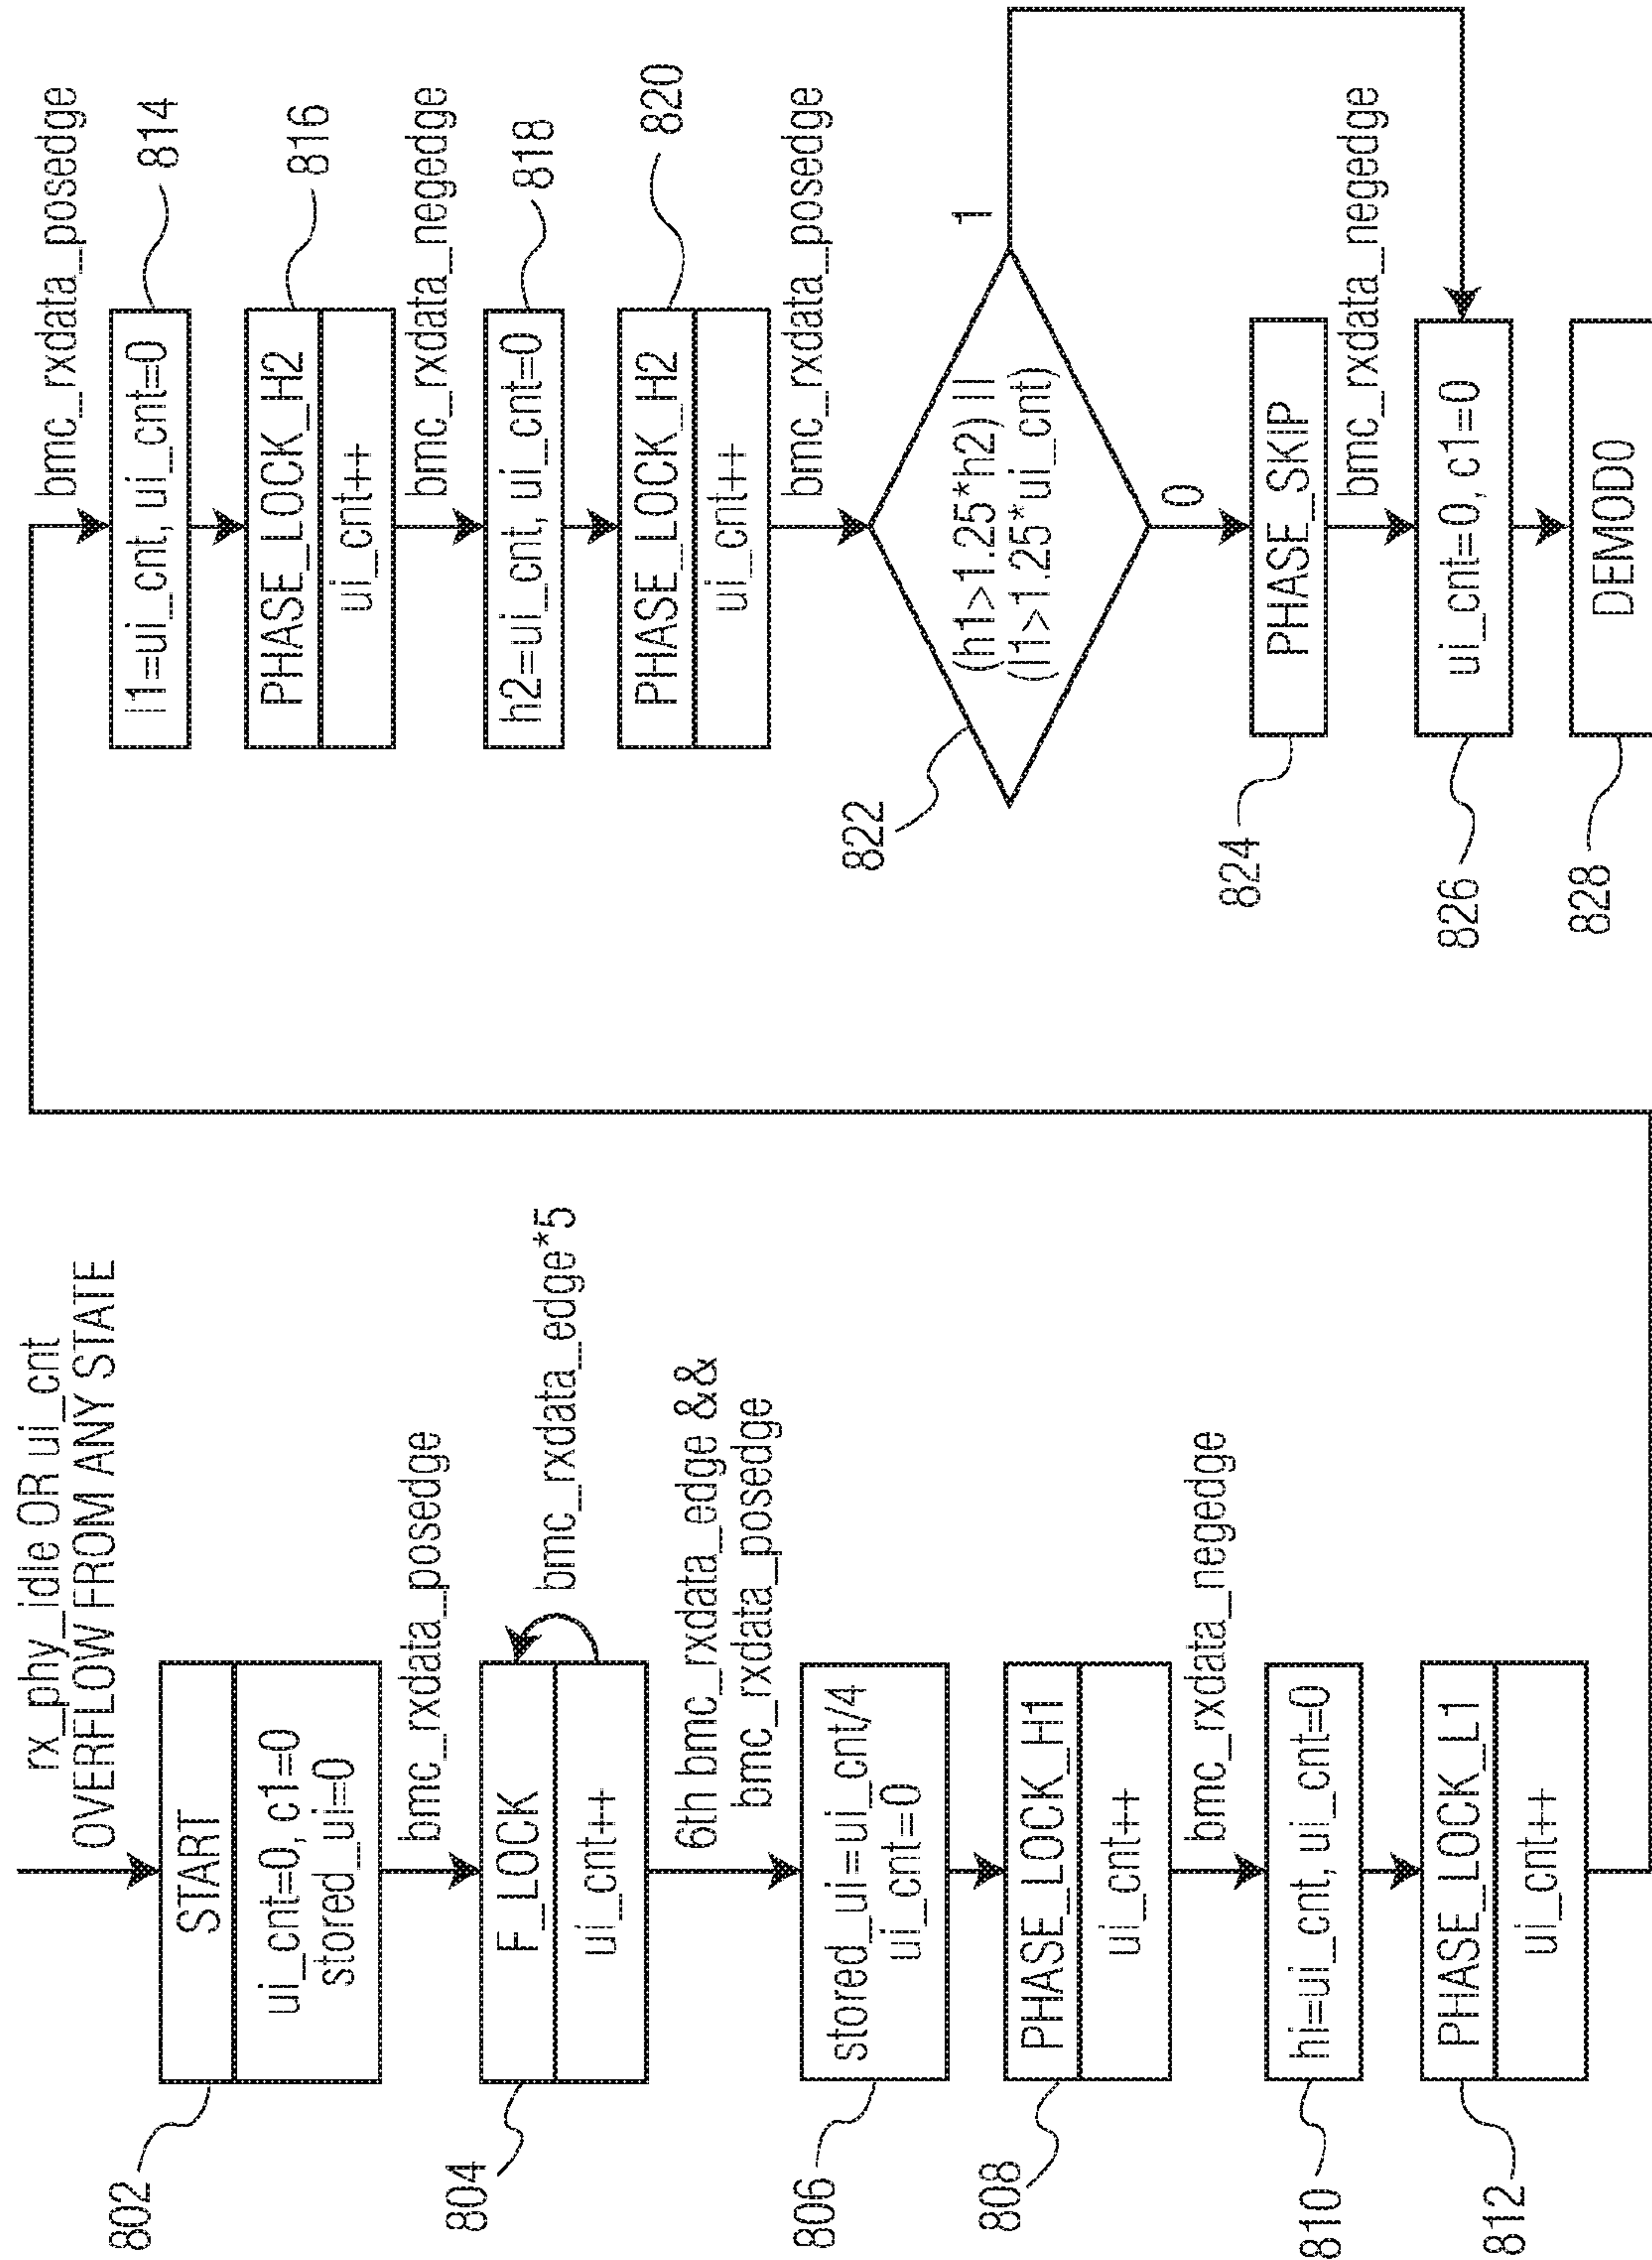 rx_phy_idle OR ui_cnt
OVERFLOW FROM ANY STATE
START
ui_cnt=0, c1=0
stored_ui=0
802
bmc_rxdata_posedge
F_LOCK
ui_cnt++
804
bmc_rxdata_edge*5
6th bmc_rxdata_edge &&
bmc_rxdata_posedge
stored_ui=ui_cnt/4
ui_cnt=0
806
PHASE_LOCK_H1
ui_cnt++
808
bmc_rxdata_negedge
hi=ui_cnt, ui_cnt=0
810
PHASE_LOCK_L1
ui_cnt++
812
bmc_rxdata_posedge
l1=ui_cnt, ui_cnt=0
814
PHASE_LOCK_H2
ui_cnt++
816
bmc_rxdata_negedge
h2=ui_cnt, ui_cnt=0
818
PHASE_LOCK_H2
ui_cnt++
820
bmc_rxdata_posedge
(h1>1.25*h2) ||
(l1>1.25*ui_cnt)
822
1
0
PHASE_SKIP
824
bmc_rxdata_negedge
ui_cnt=0, c1=0
826
DEMOD0
828